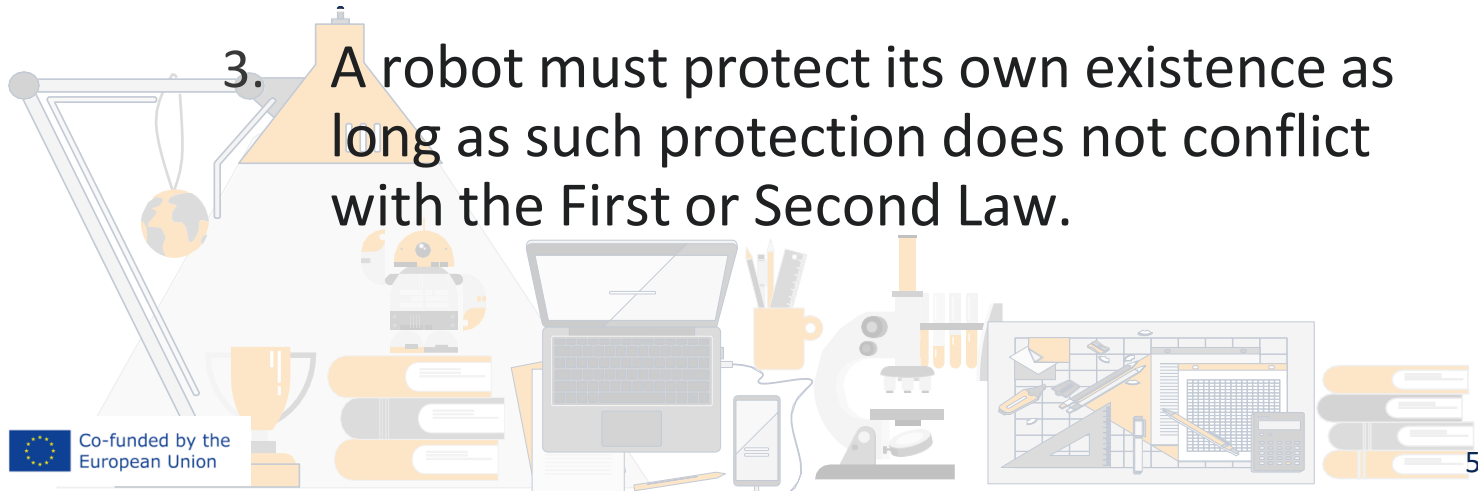 3. A robot must protect its own existence as
long as such protection does not conflict
with the First or Second Law.
Co-funded by the
European Union
5